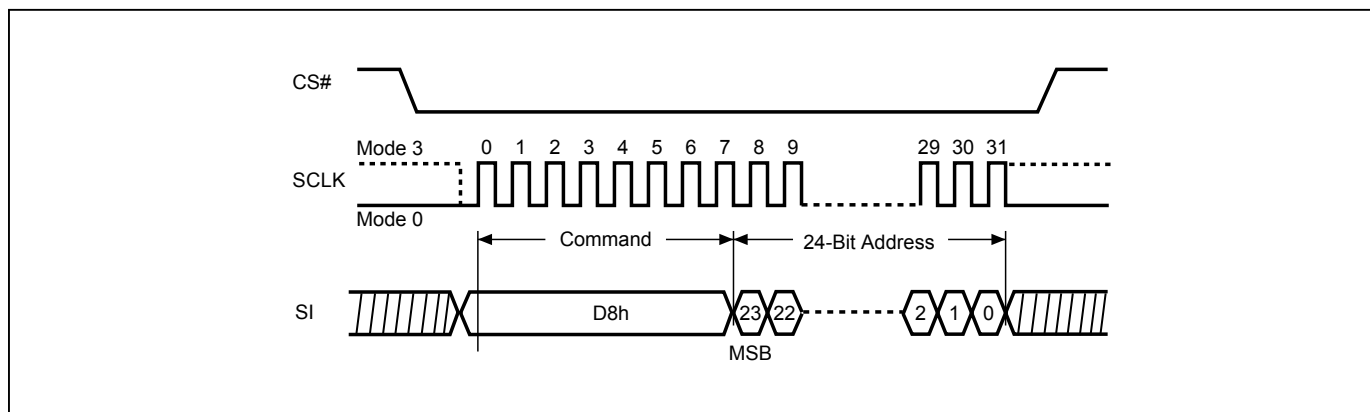 CS#
Mode 3 0 1 2 3 4 5 6 7 8 9 29 30 31
SCLK
Mode 0
Command 24-Bit Address
SI D8h 23 22 2 1 0
MSB